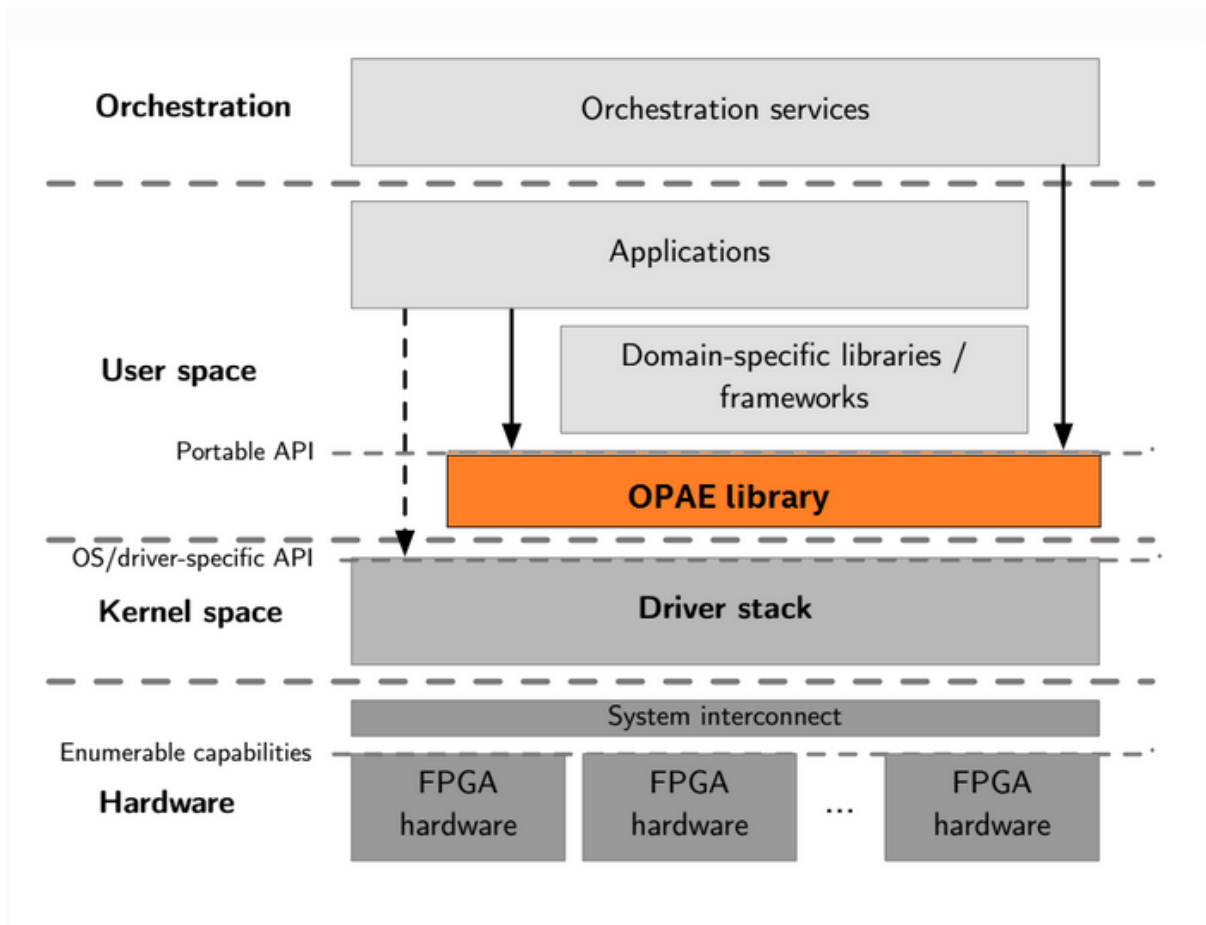 Orchestration
Orchestration services
Applications
User space
Domain-specific libraries /
frameworks
Portable API
OPAE library
OS/driver-specific API
Kernel space
Driver stack
System interconnect
Enumerable capabilities
Hardware
FPGA
hardware
FPGA
hardware
...
FPGA
hardware